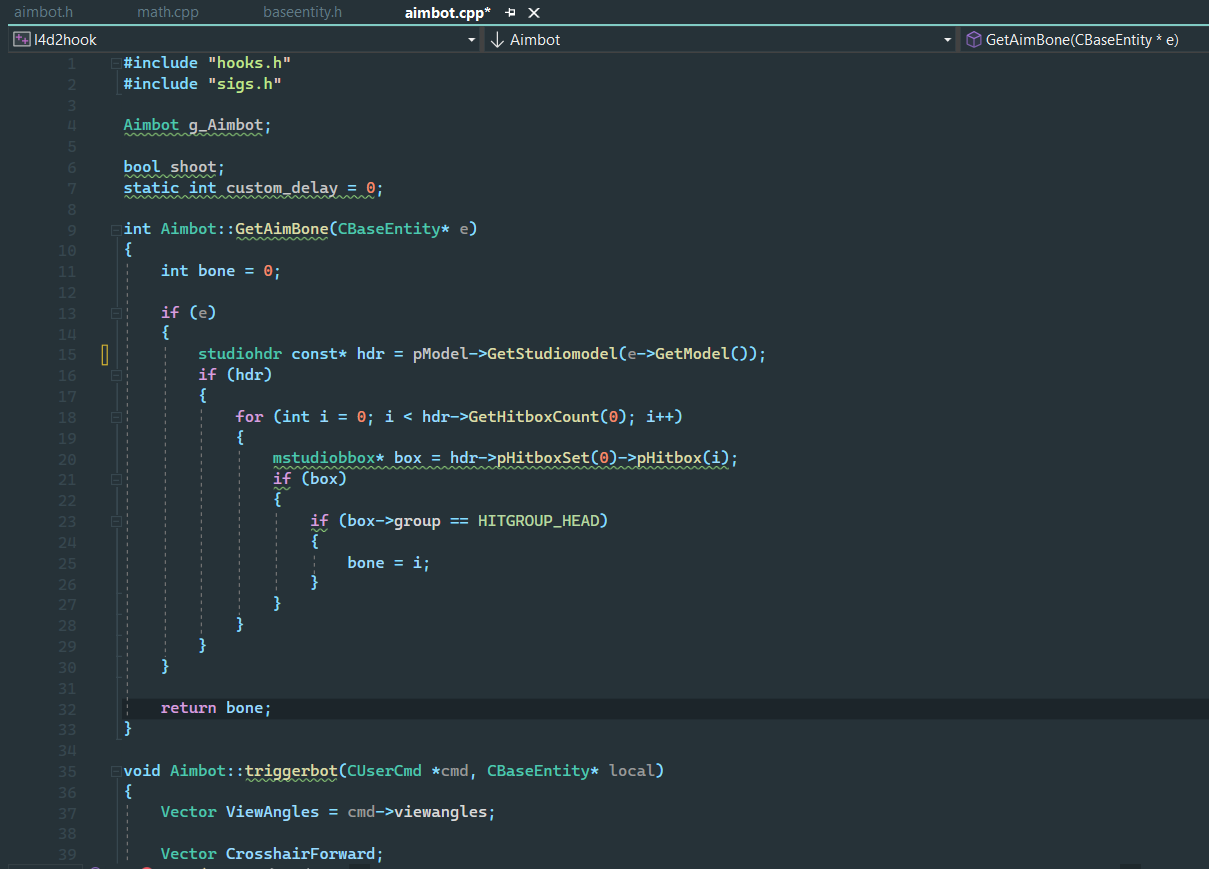 aimbot.h math.cpp baseentity.h aimbot.cpp*
l4d2hook Aimbot GetAimBone(CBaseEntity * e)
1 #include "hooks.h"
2 #include "sigs.h"
3
4 Aimbot g_Aimbot;
5
6 bool shoot;
7 static int custom_delay = 0;
8
9 int Aimbot::GetAimBone(CBaseEntity* e)
10 {
11 int bone = 0;
12
13 if (e)
14 {
15 studiohdr const* hdr = pModel->GetStudiomodel(e->GetModel());
16 if (hdr)
17 {
18 for (int i = 0; i < hdr->GetHitboxCount(0); i++)
19 {
20 mstudiobbox* box = hdr->pHitboxSet(0)->pHitbox(i);
21 if (box)
22 {
23 if (box->group == HITGROUP_HEAD)
24 {
25 bone = i;
26 }
27 }
28 }
29 }
30 }
31
32 return bone;
33 }
34
35 void Aimbot::triggerbot(CUserCmd *cmd, CBaseEntity* local)
36 {
37 Vector ViewAngles = cmd->viewangles;
38
39 Vector CrosshairForward;